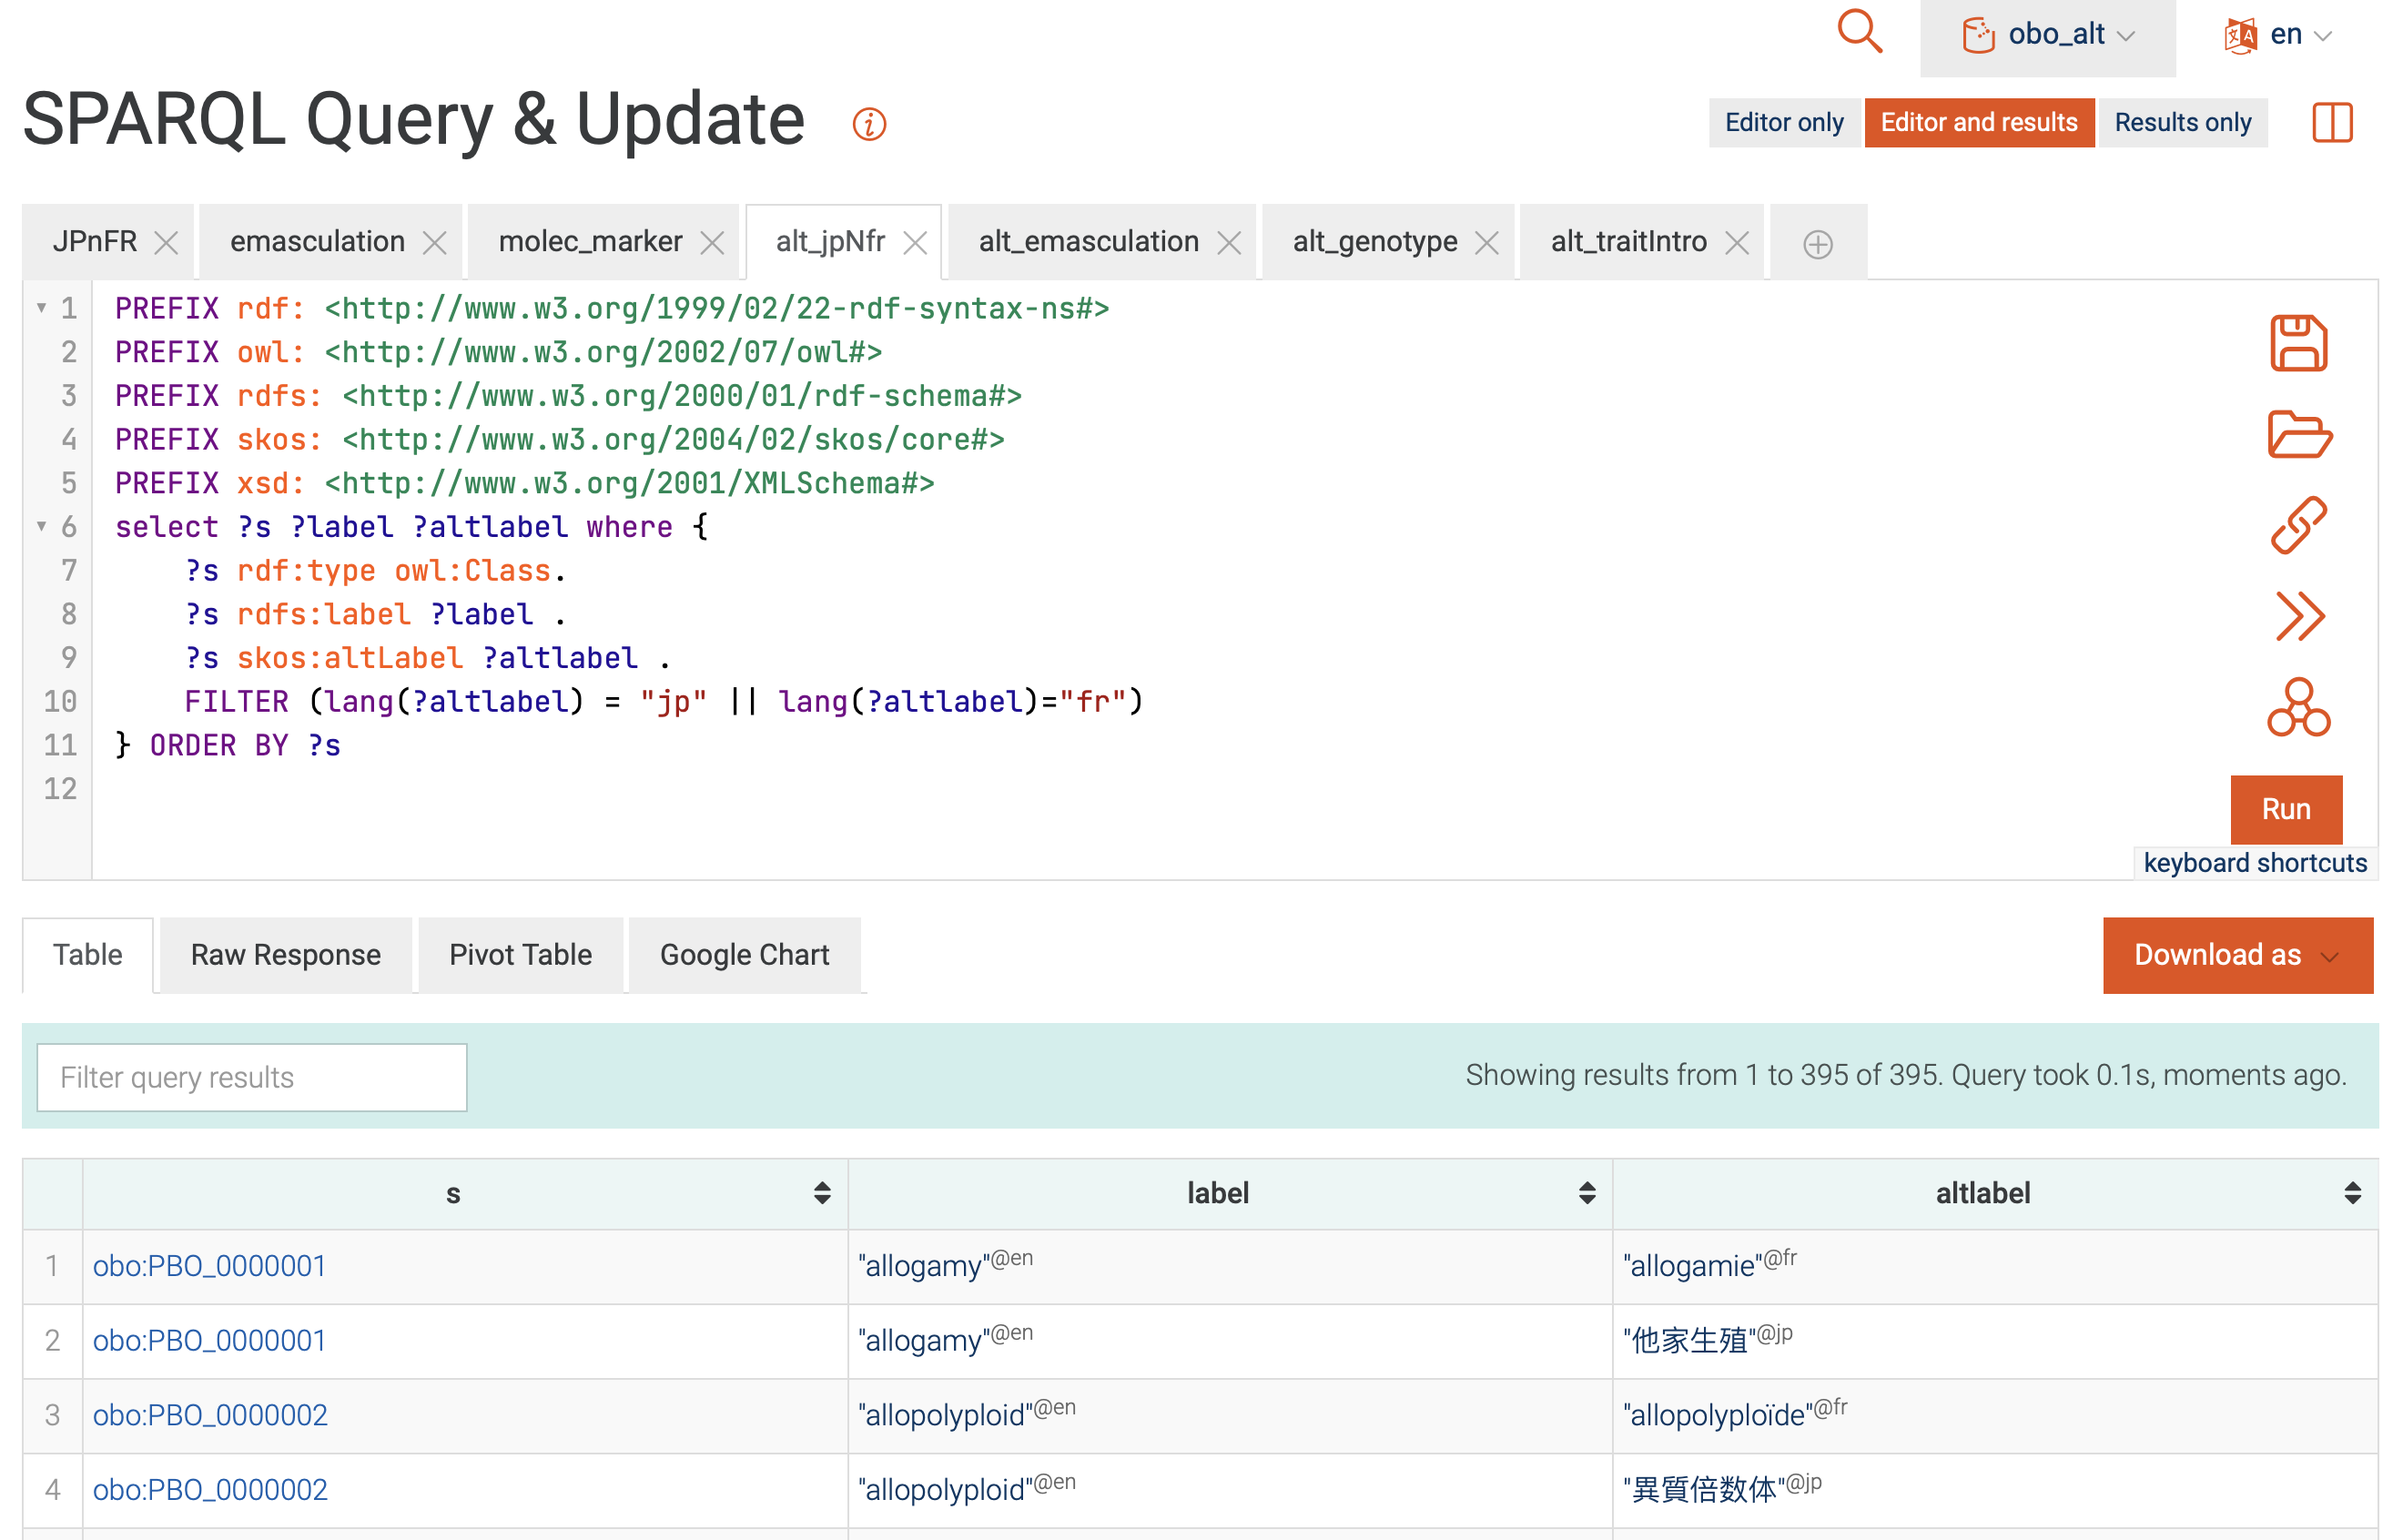 obo_alt
en
SPARQL Query & Update
Editor only Editor and results Results only
JPnFR emasculation molec_marker alt_jpNfr alt_emasculation alt_genotype alt_traitIntro
1 PREFIX rdf: <http://www.w3.org/1999/02/22-rdf-syntax-ns#>
2 PREFIX owl: <http://www.w3.org/2002/07/owl#>
3 PREFIX rdfs: <http://www.w3.org/2000/01/rdf-schema#>
4 PREFIX skos: <http://www.w3.org/2004/02/skos/core#>
5 PREFIX xsd: <http://www.w3.org/2001/XMLSchema#>
6 select ?s ?label ?altlabel where {
7 ?s rdf:type owl:Class.
8 ?s rdfs:label ?label .
9 ?s skos:altLabel ?altlabel .
10 FILTER (lang(?altlabel) = "jp" || lang(?altlabel)="fr")
11 } ORDER BY ?s
12
Run
keyboard shortcuts
Table Raw Response Pivot Table Google Chart
Download as
Filter query results
Showing results from 1 to 395 of 395. Query took 0.1s, moments ago.
s label altlabel
1 obo:PBO_0000001 "allogamy"@en "allogamie"@fr
2 obo:PBO_0000001 "allogamy"@en "他家生殖"@jp
3 obo:PBO_0000002 "allopolyploid"@en "allopolyploïde"@fr
4 obo:PBO_0000002 "allopolyploid"@en "異質倍数体"@jp